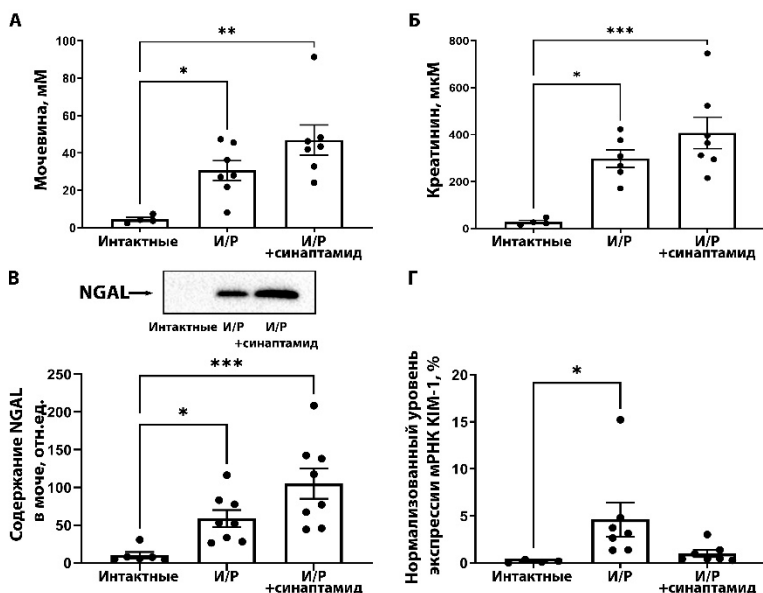 А
Мочевина, мМ
100
80
60
40
20
0
*
**
Интактные
И/Р
И/Р
+синаптамид
Б
Креатинин, мкМ
800
600
400
200
0
*
***
Интактные
И/Р
И/Р
+синаптамид
В
NGAL
Интактные И/Р И/Р
+синаптамид
Содержание NGAL
в моче, отн.ед.
250
200
150
100
50
0
*
***
Интактные
И/Р
И/Р
+синаптамид
Г
Нормализованный уровень
экспрессии мРНК KIM-1, %
20
15
10
5
0
*
Интактные
И/Р
И/Р
+синаптамид